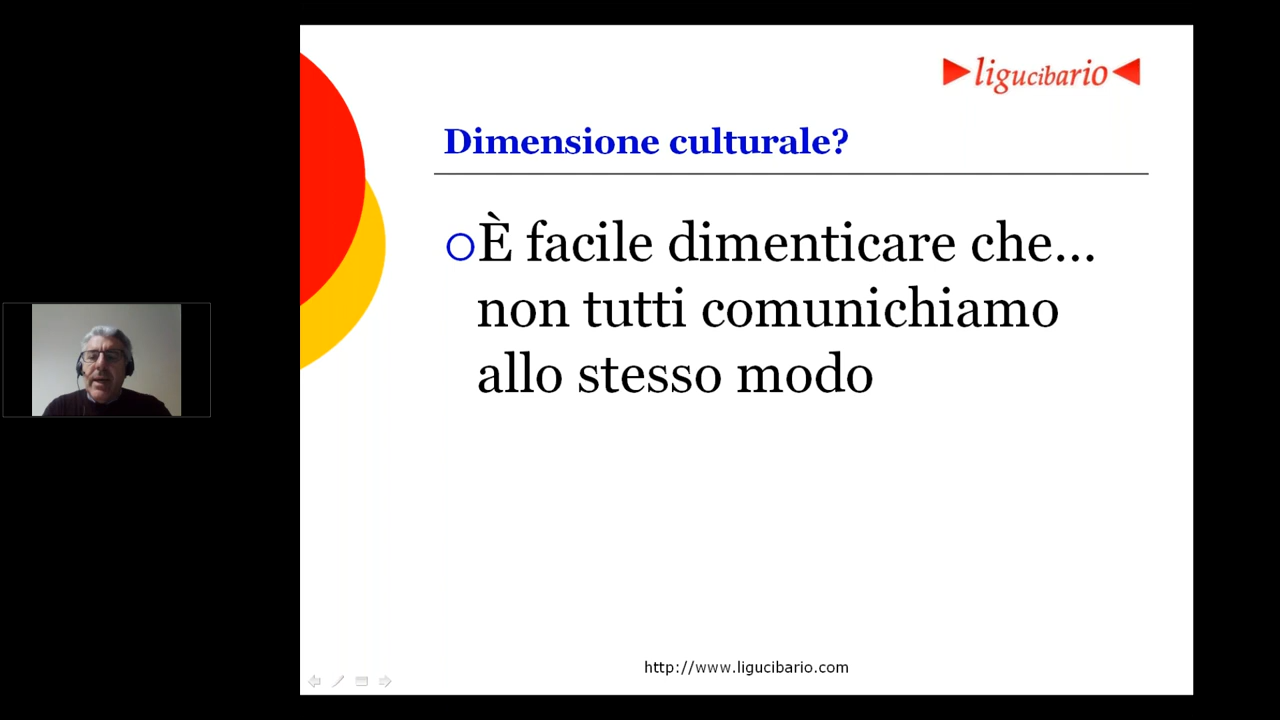 ligucibario
Dimensione culturale?
È facile dimenticare che...
non tutti comunichiamo
allo stesso modo
http://www.ligucibario.com